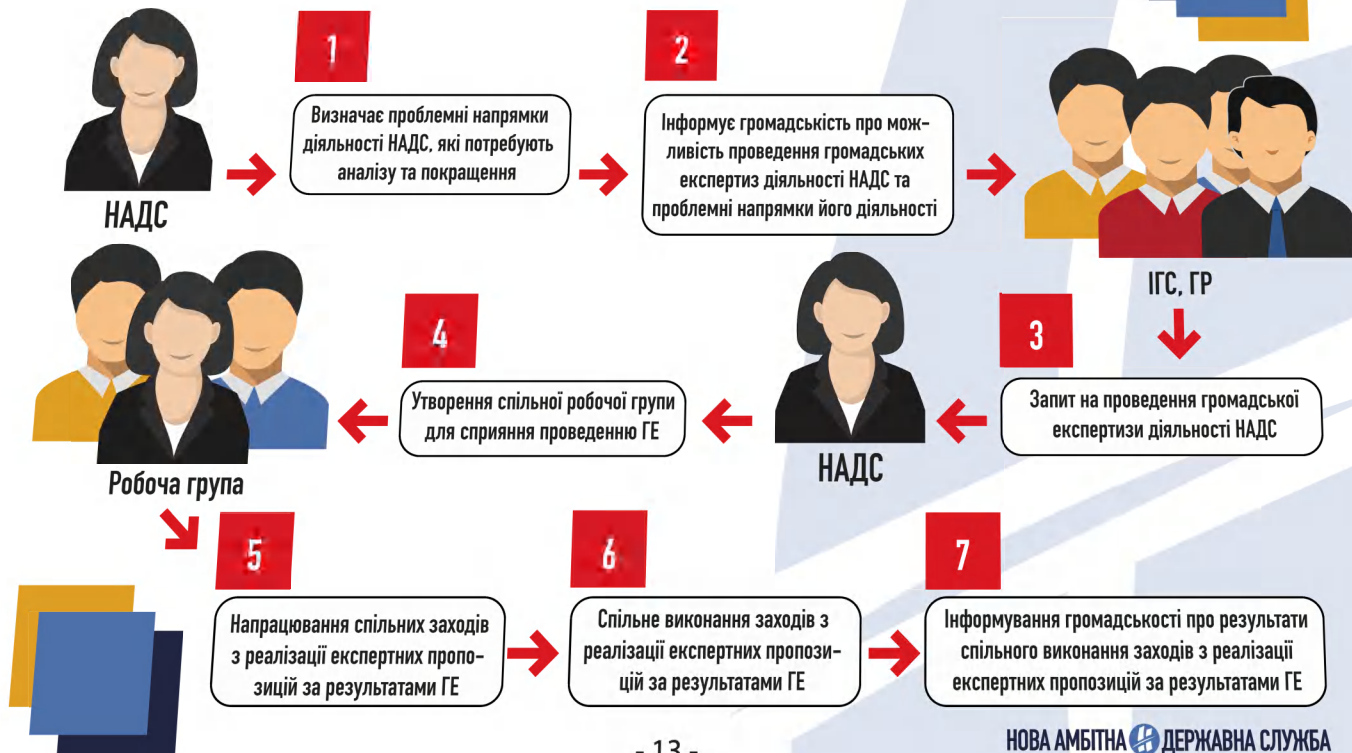 1
Визначає проблемні напрямки
діяльності НАДС, які потребують
аналізу та покращення
2
Інформує громадськість про мож-
ливість проведення громадських
експертиз діяльності НАДС та
проблемні напрямки його діяльності
НАДС
ІГС, ГР
3
Запит на проведення громадської
експертизи діяльності НАДС
НАДС
4
Утворення спільної робочої групи
для сприяння проведенню ГЕ
Робоча група
5
Напрацювання спільних заходів
з реалізації експертних пропо-
зицій за результатами ГЕ
6
Спільне виконання заходів з
реалізації експертних пропози-
цій за результатами ГЕ
7
Інформування громадськості про результати
спільного виконання заходів з реалізації
експертних пропозицій за результатами ГЕ
- 13 -
НОВА АМБІТНА ДЕРЖАВНА СЛУЖБА